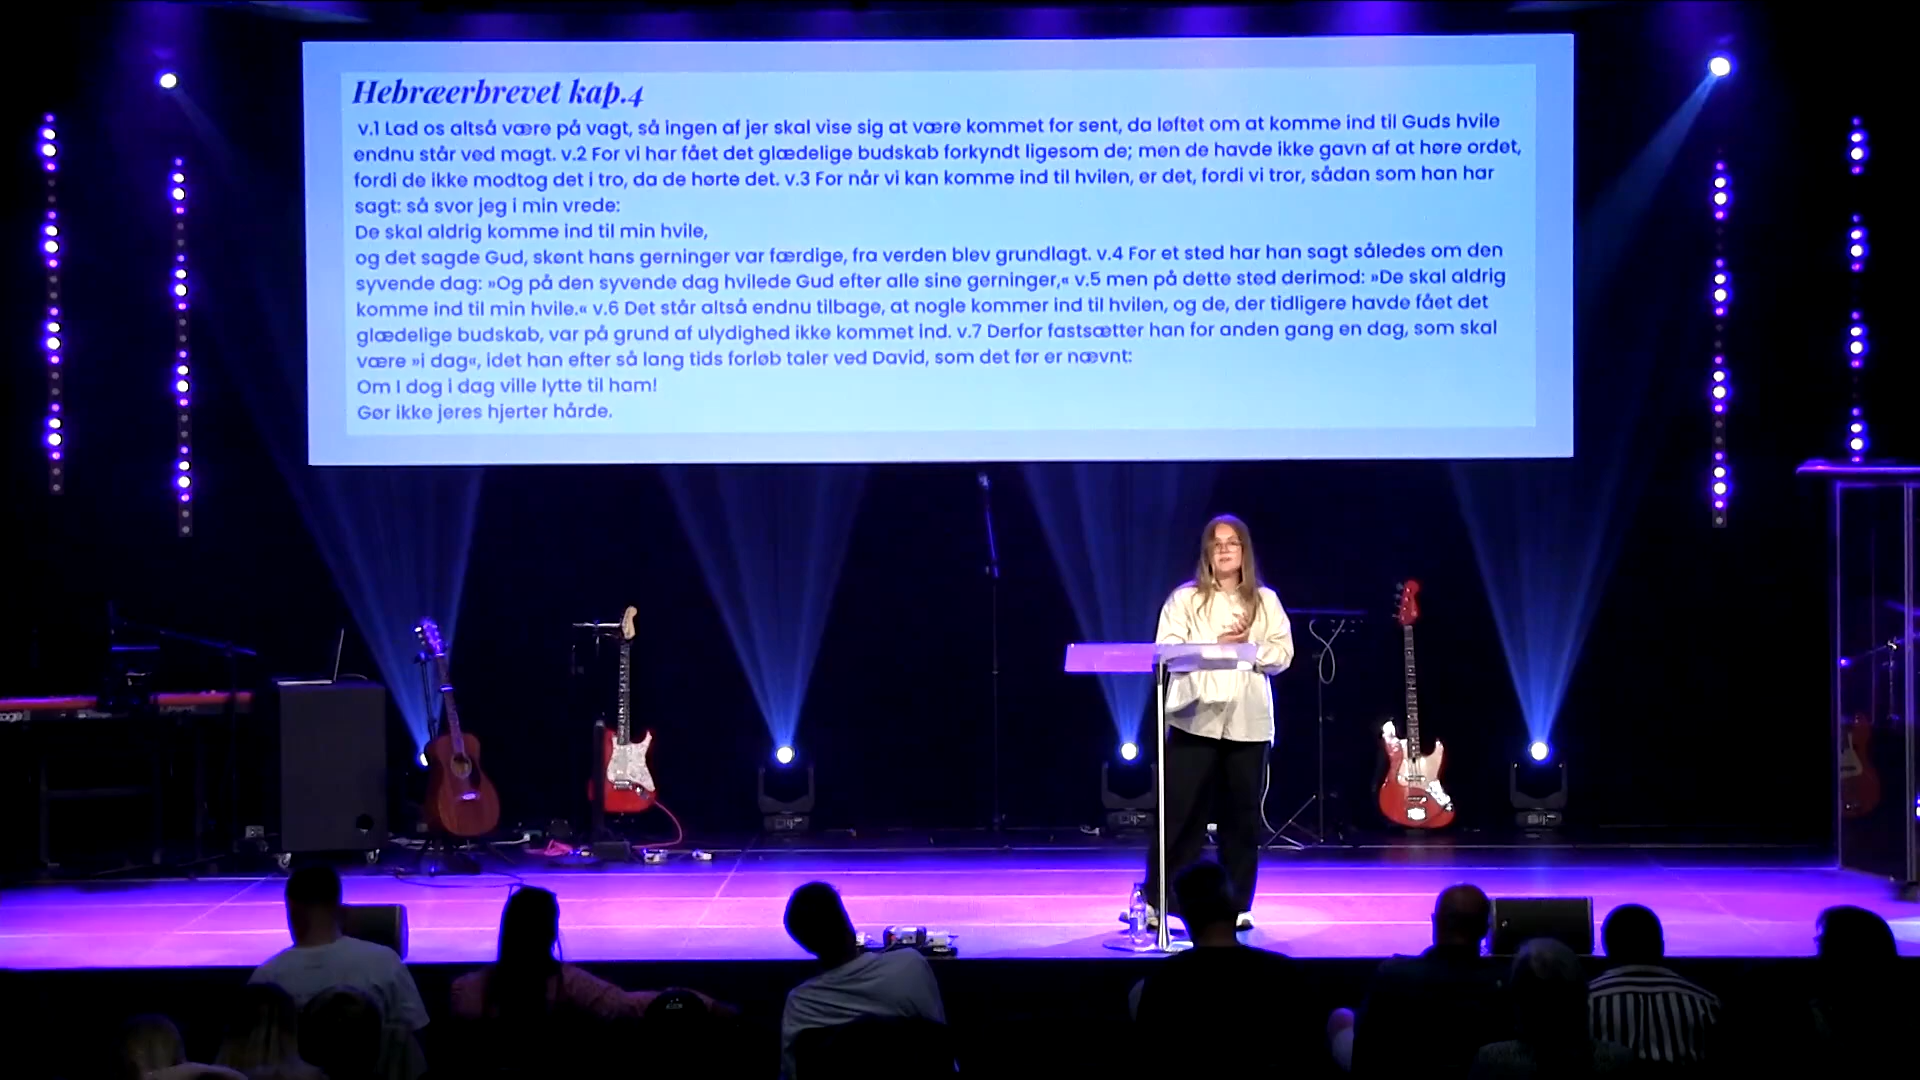 Hebræerbrevet kap.4
v.1 Lad os altså være på vagt, så ingen af jer skal vise sig at være kommet for sent, da løftet om at komme ind til Guds hvile
endnu står ved magt. v.2 For vi har fået det glædelige budskab forkyndt ligesom de; men de havde ikke gavn af at høre ordet,
fordi de ikke modtog det i tro, da de hørte det. v.3 For når vi kan komme ind til hvilen, er det, fordi vi tror, sådan som han har
sagt: så svor jeg i min vrede:
De skal aldrig komme ind til min hvile,
og det sagde Gud, skønt hans gerninger var færdige, fra verden blev grundlagt. v.4 For et sted har han sagt således om den
syvende dag: »Og på den syvende dag hvilede Gud efter alle sine gerninger,« v.5 men på dette sted derimod: »De skal aldrig
komme ind til min hvile.« v.6 Det står altså endnu tilbage, at nogle kommer ind til hvilen, og de, der tidligere havde fået det
glædelige budskab, var på grund af ulydighed ikke kommet ind. v.7 Derfor fastsætter han for anden gang en dag, som skal
være »i dag«, idet han efter så lang tids forløb taler ved David, som det før er nævnt:
Om I dog i dag ville lytte til ham!
Gør ikke jeres hjerter hårde.